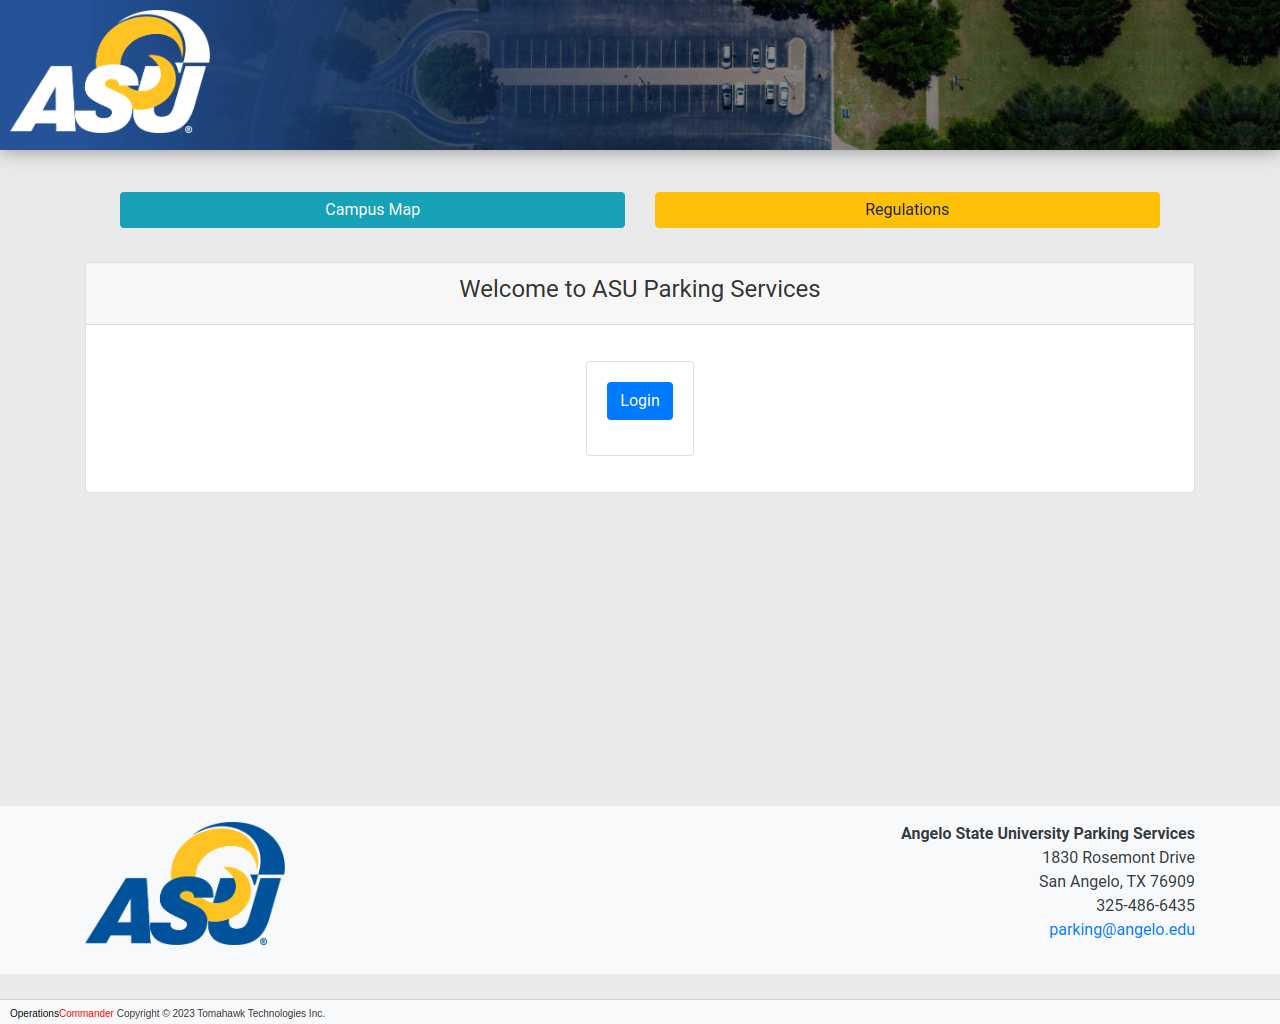 ASU®
Campus Map
Regulations
Welcome to ASU Parking Services
Login
ASU®
Angelo State University Parking Services
1830 Rosemont Drive
San Angelo, TX 76909
325-486-6435
parking@angelo.edu
OperationsCommander Copyright © 2023 Tomahawk Technologies Inc.